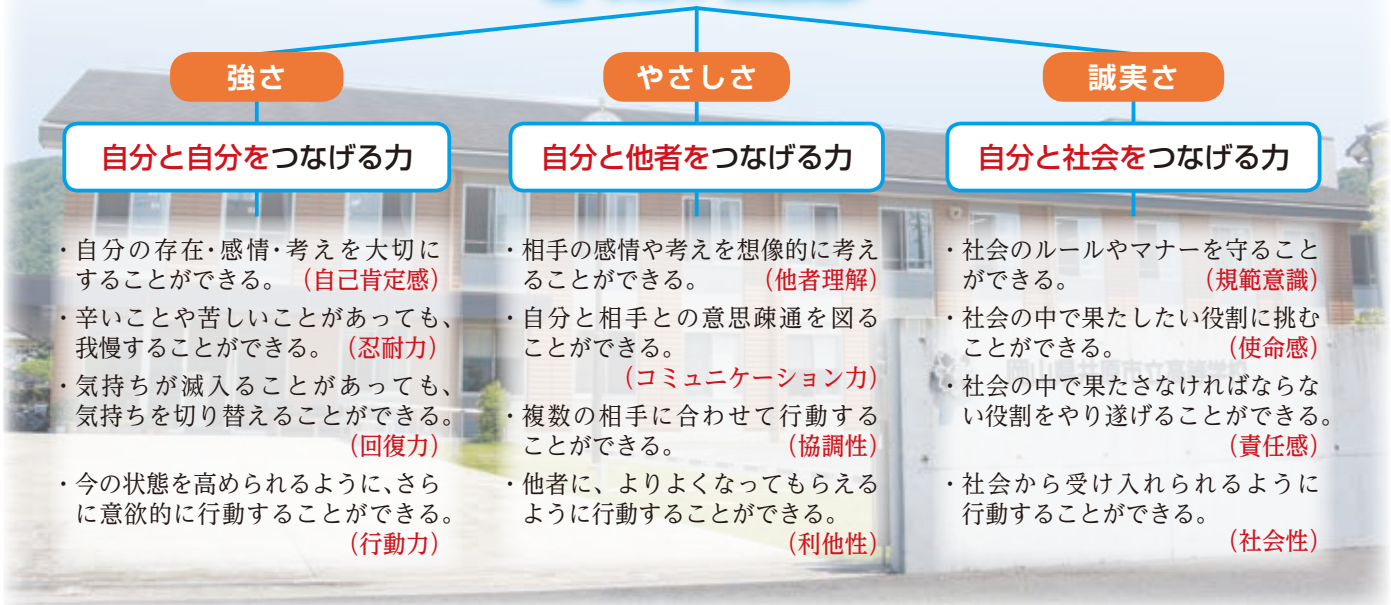 強さ
自分と自分をつなげる力
・自分の存在・感情・考えを大切に
することができる。(自己肯定感)
・辛いことや苦しいことがあっても、
我慢することができる。(忍耐力)
・気持ちが滅入ることがあっても、
気持ちを切り替えることができる。
(回復力)
・今の状態を高められるように、さら
に意欲的に行動することができる。
(行動力)
やさしさ
自分と他者をつなげる力
・相手の感情や考えを想像的に考え
ることができる。(他者理解)
・自分と相手との意思疎通を図る
ことができる。
(コミュニケーション力)
・複数の相手に合わせて行動する
ことができる。(協調性)
・他者に、よりよくなってもらえる
ように行動することができる。
(利他性)
誠実さ
自分と社会をつなげる力
・社会のルールやマナーを守ること
ができる。(規範意識)
・社会の中で果たしたい役割に挑む
ことができる。(使命感)
・社会の中で果たさなければならな
い役割をやり遂げることができる。
(責任感)
・社会から受け入れられるように
行動することができる。
(社会性)